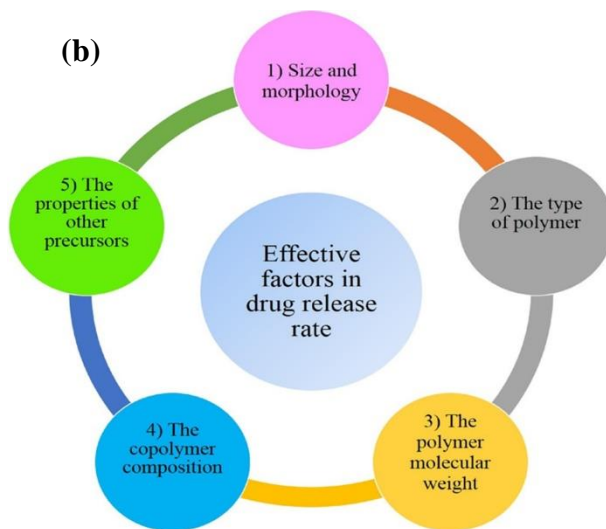 (b)
1) Size and
morphology
2) The type
of polymer
3) The
polymer
molecular
weight
4) The
copolymer
composition
5) The
properties of
other
precursors
Effective
factors in
drug release
rate